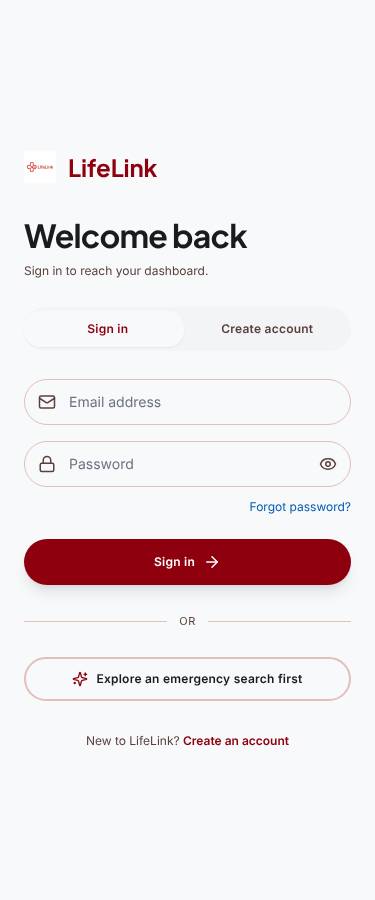 LifeLink
LifeLink
Welcome back
Sign in to reach your dashboard.
Sign in
Create account
Email address
Password
Forgot password?
Sign in
OR
Explore an emergency search first
New to LifeLink? Create an account